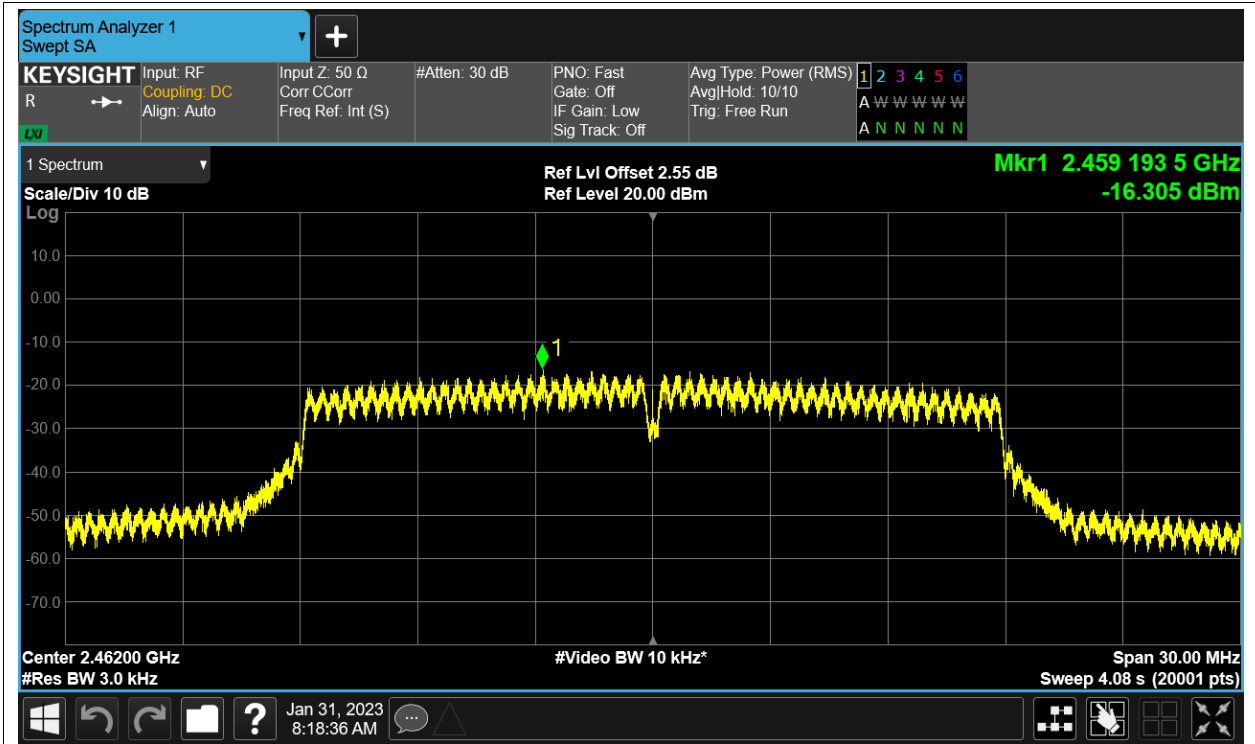 Spectrum Analyzer 1
Swept SA
+
KEYSIGHT Input: RF Input Z: 50 Ω #Atten: 30 dB PNO: Fast Avg Type: Power (RMS) 1 2 3 4 5 6
R Coupling: DC Corr CCorr Gate: Off Avg|Hold: 10/10 A W W W W W
Align: Auto Freq Ref: Int (S) IF Gain: Low Trig: Free Run
LXI Sig Track: Off A N N N N N
1 Spectrum Ref Lvl Offset 2.55 dB Mkr1 2.459 193 5 GHz
Scale/Div 10 dB Ref Level 20.00 dBm -16.305 dBm
Log
10.0
0.00
-10.0
1
-20.0
-30.0
-40.0
-50.0
-60.0
-70.0
Center 2.46200 GHz #Video BW 10 kHz* Span 30.00 MHz
#Res BW 3.0 kHz Sweep 4.08 s (20001 pts)
? Jan 31, 2023
8:18:36 AM